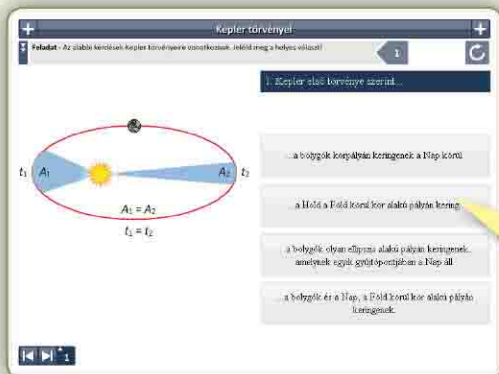 Kepler törvényei
Feladat - Az alábbi kérdések Kepler törvényeire vonatkoznak. Jelöld meg a helyes választ!
1
1. Kepler első törvénye szerint...
...a bolygók körpályán keringenek a Nap körül
...a Hold a Föld körül kör alakú pályán kering
...a bolygók olyan ellipszis alakú pályán keringenek,
amelynek egyik gyújtópontjában a Nap áll
...a bolygók és a Nap, a Föld körül kör alakú pályán
keringenek.
t₁ A₁ A₂ t₂
A₁ = A₂
t₁ = t₂
1